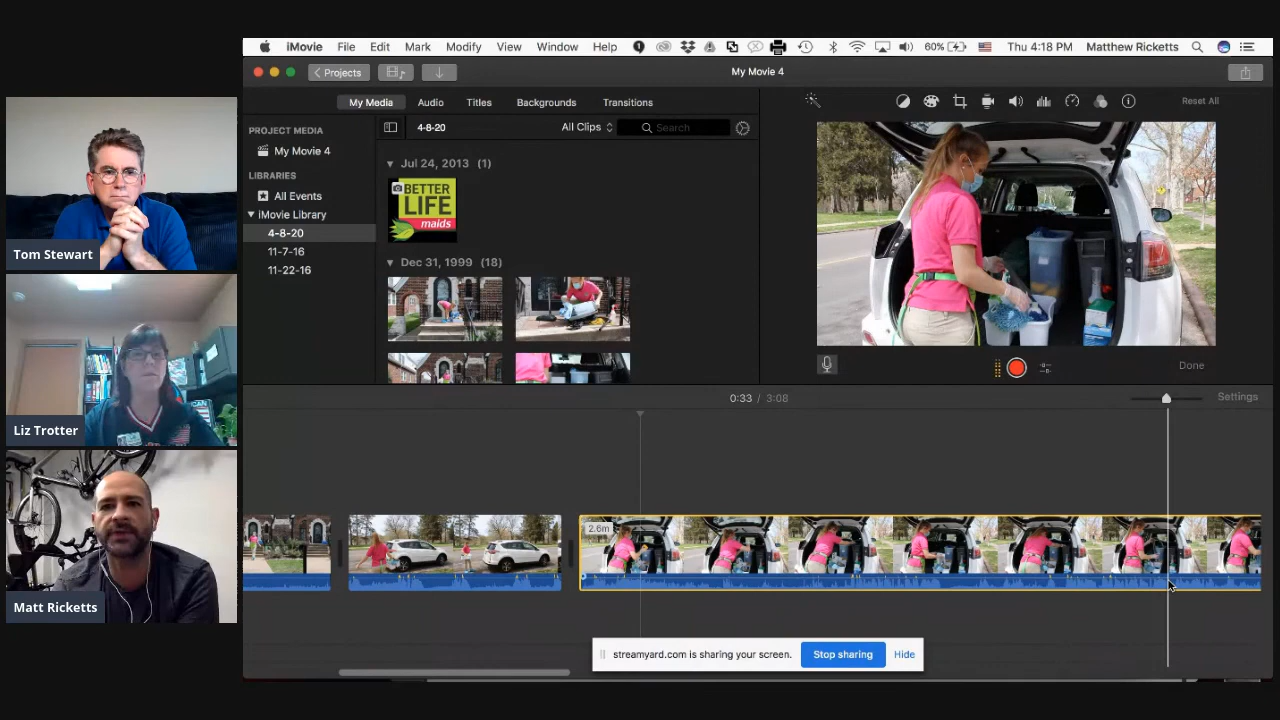 iMovie File Edit Mark Modify View Window Help 60% Thu 4:18 PM Matthew Ricketts
Projects
My Movie 4
My Media Audio Titles Backgrounds Transitions
Reset All
PROJECT MEDIA
My Movie 4
LIBRARIES
All Events
iMovie Library
4-8-20
11-7-16
11-22-16
4-8-20 All Clips Search
Jul 24, 2013 (1)
BETTER
LIFE
maids
Dec 31, 1999 (18)
Done
0:33 / 3:08
Settings
2.6m
streamyard.com is sharing your screen. Stop sharing Hide
Tom Stewart
Liz Trotter
Matt Ricketts